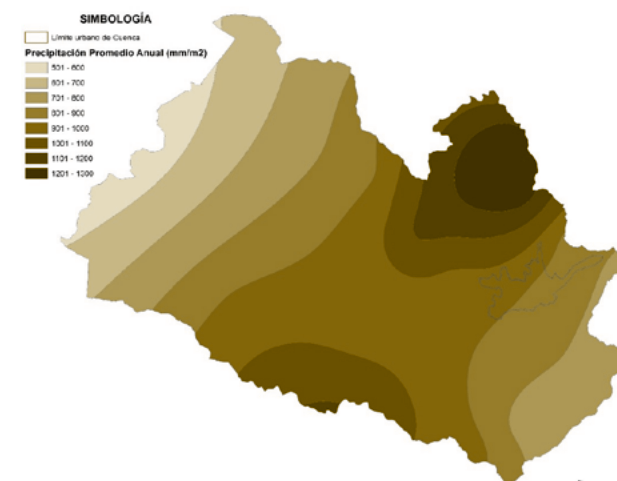 SIMBOLOGÍA
Límite urbano de Cuenca
Precipitación Promedio Anual (mm/m2)
501 - 600
601 - 700
701 - 800
801 - 900
901 - 1000
1001 - 1100
1101 - 1200
1201 - 1300